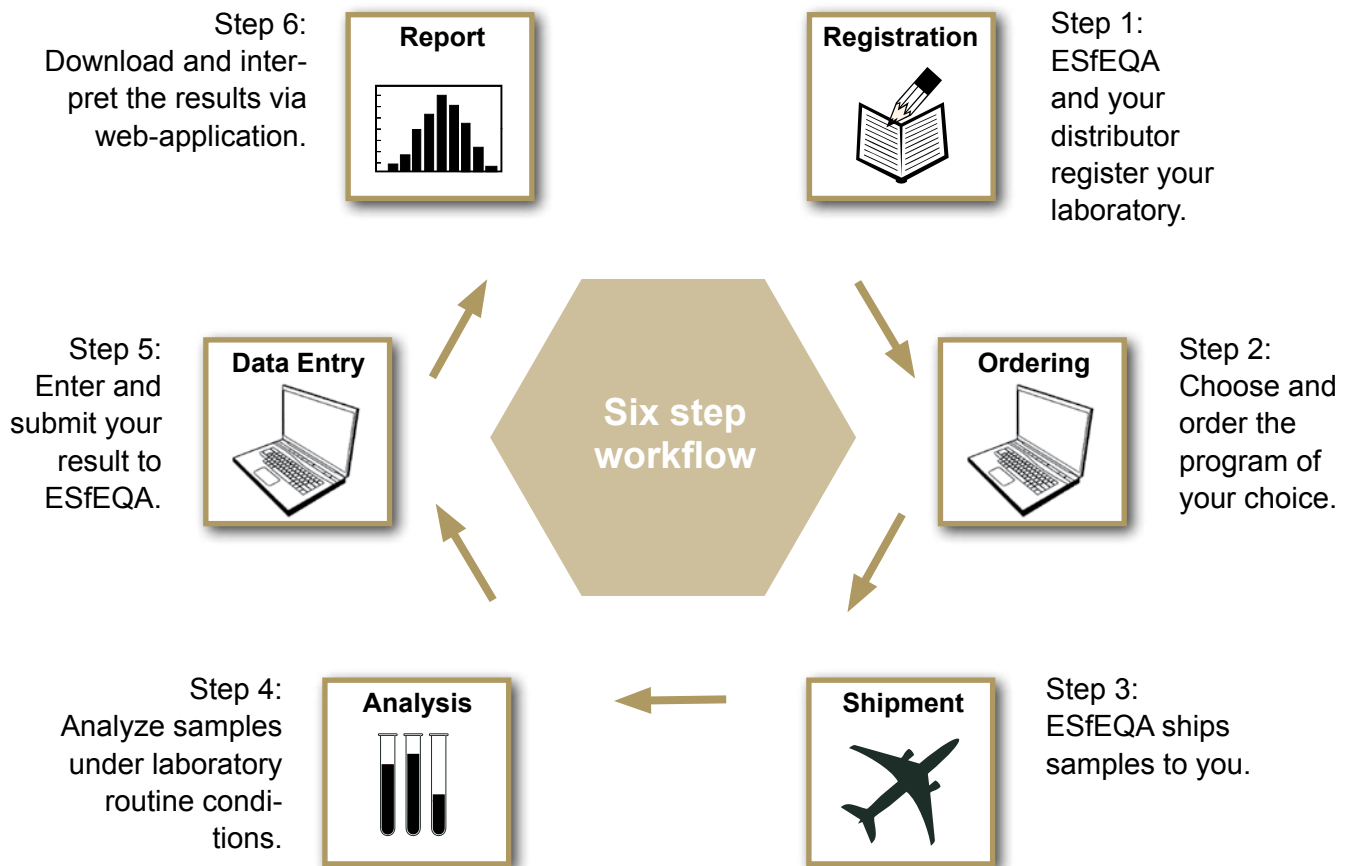 Registration
Step 1:
ESfEQA
and your
distributor
register your
laboratory.
Ordering
Step 2:
Choose and
order the
program of
your choice.
Shipment
Step 3:
ESfEQA ships
samples to you.
Step 4:
Analyze samples
under laboratory
routine condi-
tions.
Analysis
Step 5:
Enter and
submit your
result to
ESfEQA.
Data Entry
Step 6:
Download and inter-
pret the results via
web-application.
Report
Six step
workflow